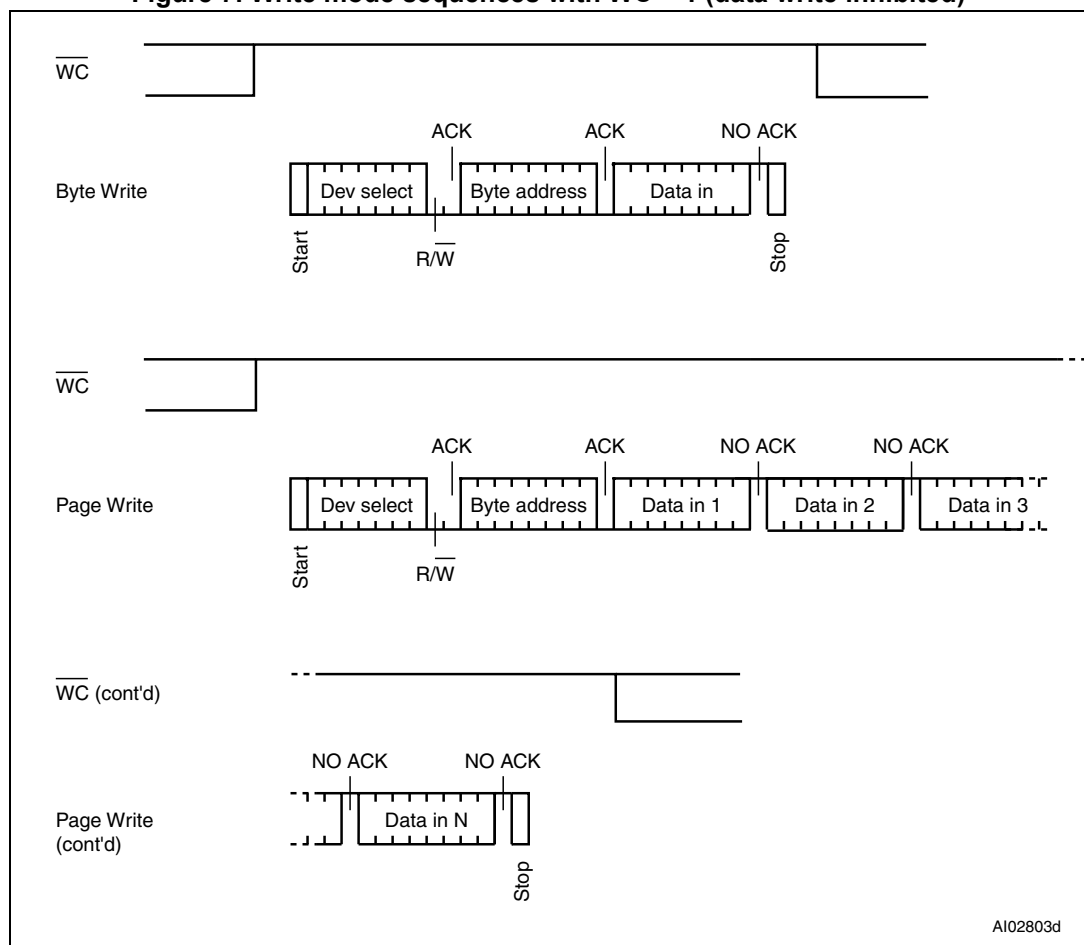 WC
ACK ACK NO ACK
Byte Write Dev select Byte address Data in
Start R/W Stop
WC
ACK ACK NO ACK NO ACK
Page Write Dev select Byte address Data in 1 Data in 2 Data in 3
Start R/W
WC (cont'd)
NO ACK NO ACK
Page Write Data in N
(cont'd)
Stop
AI02803d